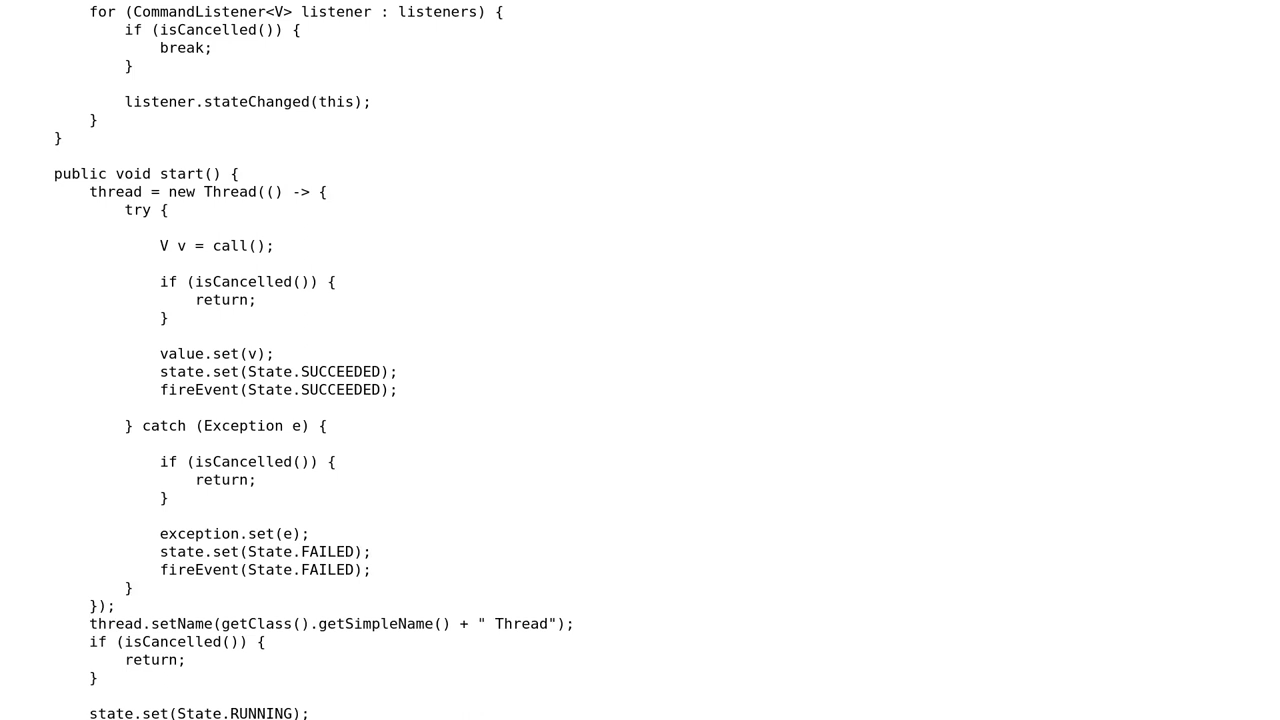 for (CommandListener<V> listener : listeners) {
if (isCancelled()) {
break;
}
listener.stateChanged(this);
}
}
public void start() {
thread = new Thread(() -> {
try {
V v = call();
if (isCancelled()) {
return;
}
value.set(v);
state.set(State.SUCCEEDED);
fireEvent(State.SUCCEEDED);
} catch (Exception e) {
if (isCancelled()) {
return;
}
exception.set(e);
state.set(State.FAILED);
fireEvent(State.FAILED);
}
});
thread.setName(getClass().getSimpleName() + " Thread");
if (isCancelled()) {
return;
}
state.set(State.RUNNING);